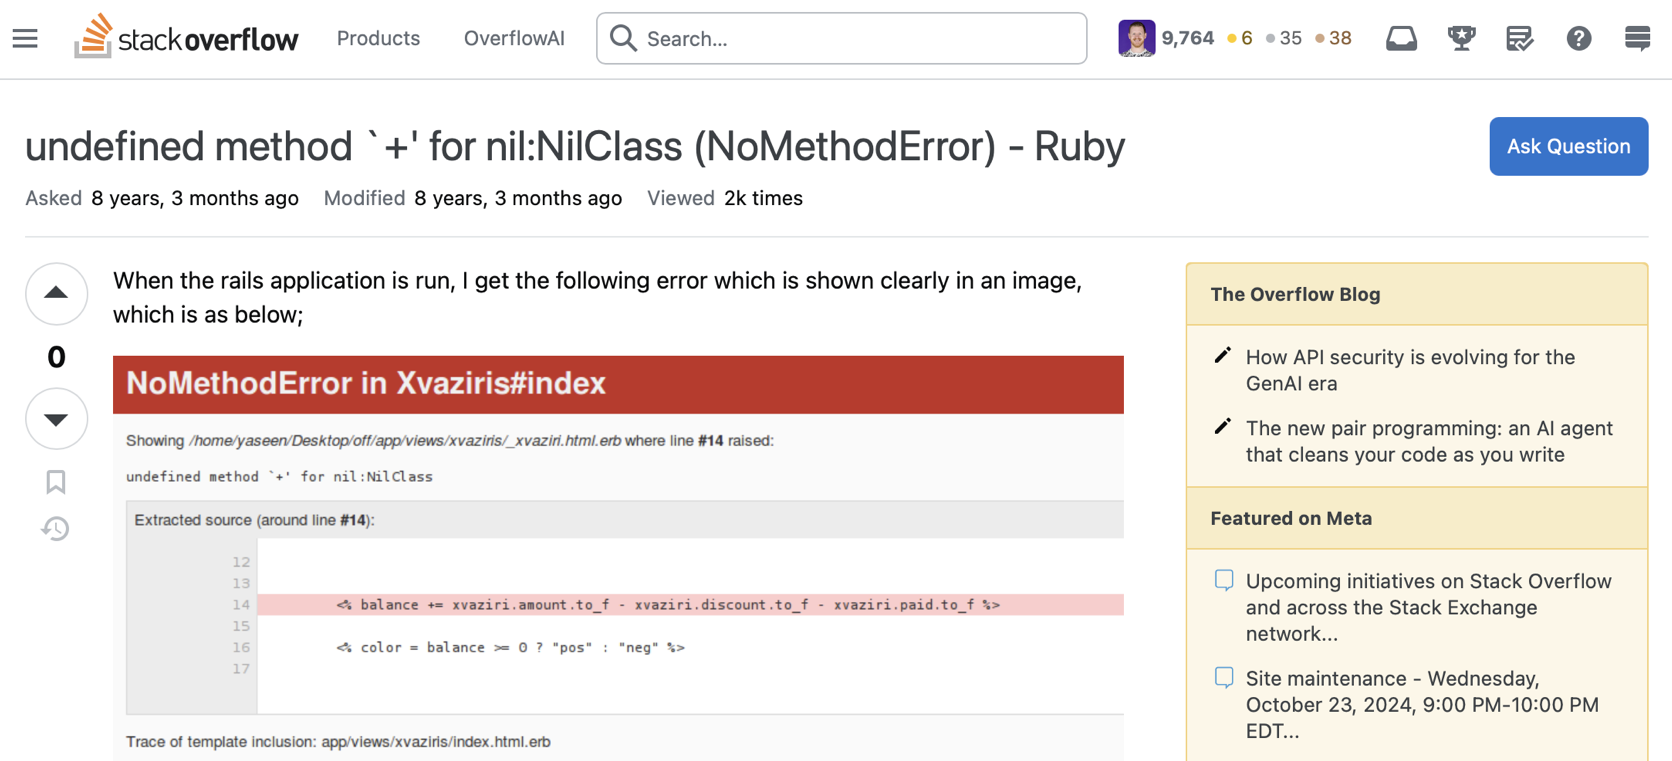 stackoverflow
Products
OverflowAI
Search...
9,764
6
35
38
undefined method `+' for nil:NilClass (NoMethodError) - Ruby
Ask Question
Asked 8 years, 3 months ago Modified 8 years, 3 months ago Viewed 2k times
0
When the rails application is run, I get the following error which is shown clearly in an image,
which is as below;
NoMethodError in Xvaziris#index
Showing /home/yaseen/Desktop/off/app/views/xvaziris/_xvaziri.html.erb where line #14 raised:
undefined method `+' for nil:NilClass
Extracted source (around line #14):
12
13
14 <% balance += xvaziri.amount.to_f - xvaziri.discount.to_f - xvaziri.paid.to_f %>
15
16 <% color = balance >= 0 ? "pos" : "neg" %>
17
Trace of template inclusion: app/views/xvaziris/index.html.erb
The Overflow Blog
How API security is evolving for the
GenAI era
The new pair programming: an AI agent
that cleans your code as you write
Featured on Meta
Upcoming initiatives on Stack Overflow
and across the Stack Exchange
network...
Site maintenance - Wednesday,
October 23, 2024, 9:00 PM-10:00 PM
EDT...